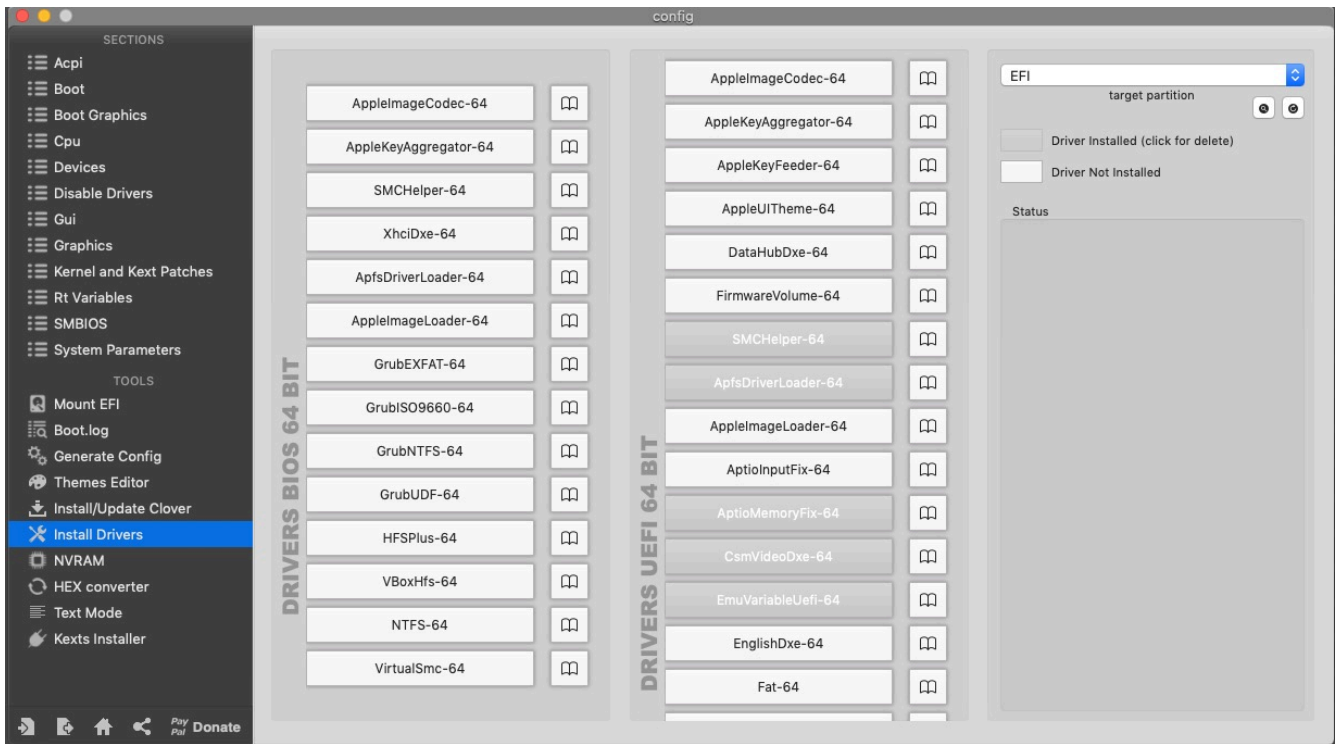 config
SECTIONS
Acpi
Boot
Boot Graphics
Cpu
Devices
Disable Drivers
Gui
Graphics
Kernel and Kext Patches
Rt Variables
SMBIOS
System Parameters
TOOLS
Mount EFI
Boot.log
Generate Config
Themes Editor
Install/Update Clover
Install Drivers
NVRAM
HEX converter
Text Mode
Kexts Installer
Pay
Pal
Donate
DRIVERS BIOS 64 BIT
AppleImageCodec-64
AppleKeyAggregator-64
SMCHelper-64
XhciDxe-64
ApfsDriverLoader-64
AppleImageLoader-64
GrubEXFAT-64
GrubISO9660-64
GrubNTFS-64
GrubUDF-64
HFSPlus-64
VBoxHfs-64
NTFS-64
VirtualSmc-64
DRIVERS UEFI 64 BIT
AppleImageCodec-64
AppleKeyAggregator-64
AppleKeyFeeder-64
AppleUITheme-64
DataHubDxe-64
FirmwareVolume-64
SMCHelper-64
ApfsDriverLoader-64
AppleImageLoader-64
AptioInputFix-64
AptioMemoryFix-64
CsmVideoDxe-64
EmuVariableUefi-64
EnglishDxe-64
Fat-64
EFI
target partition
Driver Installed (click for delete)
Driver Not Installed
Status